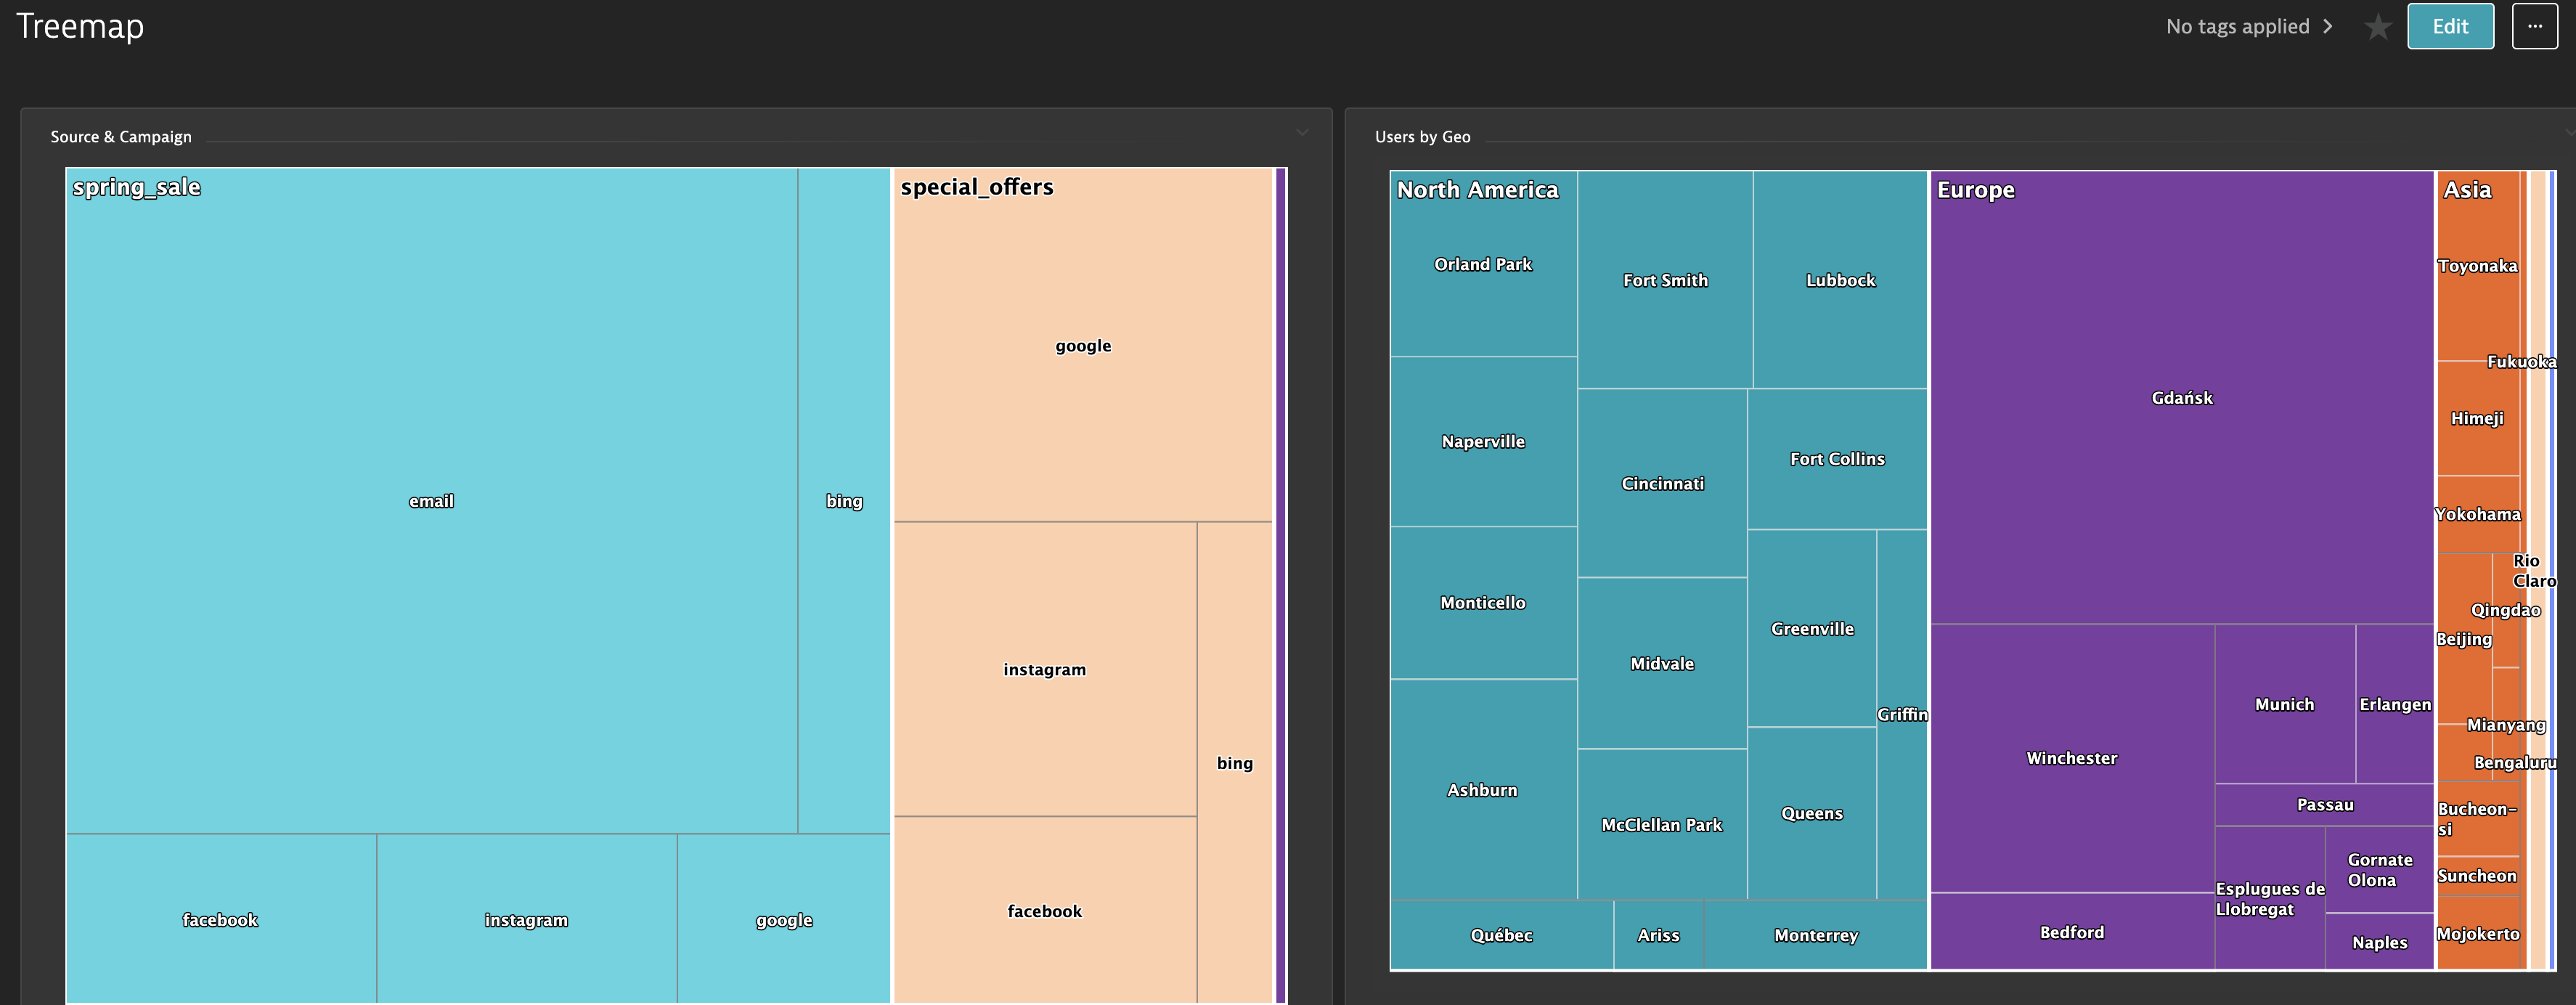 Treemap
No tags applied
Edit
...
Source & Campaign
spring_sale
email
bing
facebook
instagram
google
special_offers
google
instagram
bing
facebook
Users by Geo
North America
Orland Park
Fort Smith
Lubbock
Naperville
Cincinnati
Fort Collins
Monticello
Midvale
Greenville
Griffin
Ashburn
McClellan Park
Queens
Québec
Ariss
Monterrey
Europe
Gdańsk
Winchester
Munich
Erlangen
Passau
Esplugues de
Llobregat
Gornate
Olona
Bedford
Naples
Asia
Toyonaka
Fukuoka
Himeji
Yokohama
Rio
Claro
Qingdao
Beijing
Mianyang
Bengaluru
Bucheon-
si
Suncheon
Mojokerto